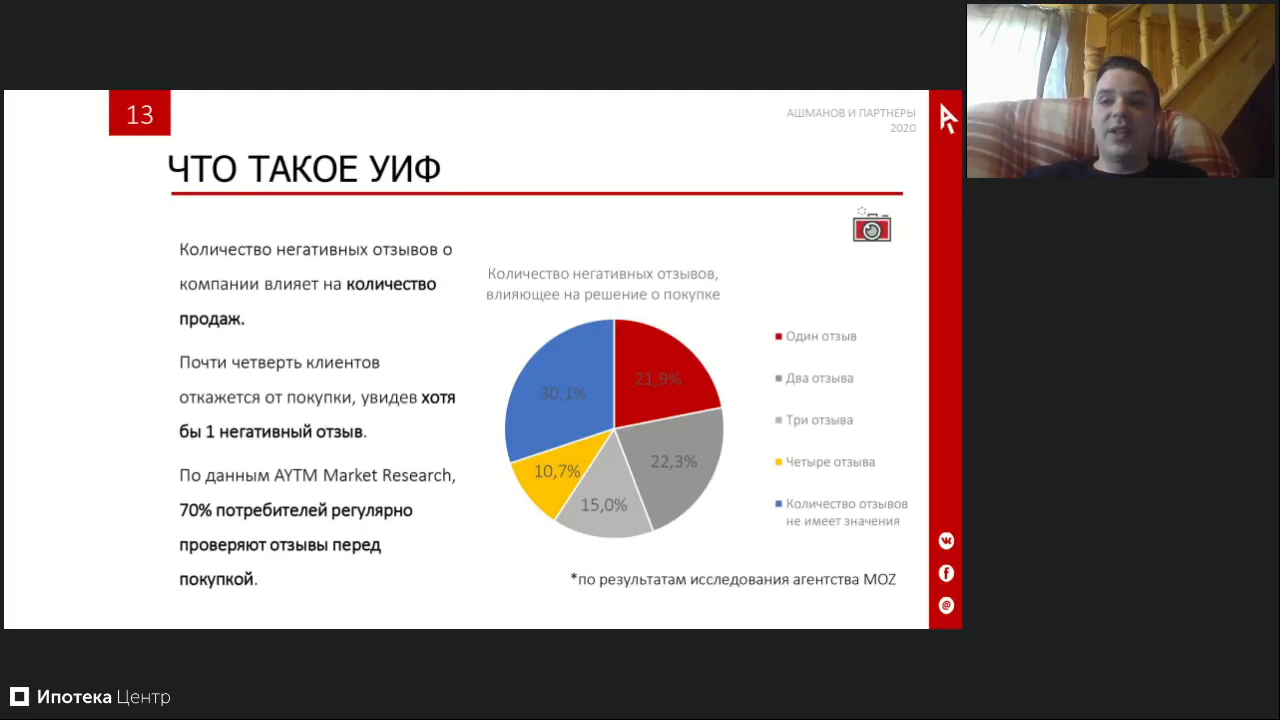 13
АШМАНОВ И ПАРТНЕРЫ
2020
ЧТО ТАКОЕ УИФ
Количество негативных отзывов о
компании влияет на количество
продаж.
Почти четверть клиентов
откажется от покупки, увидев хотя
бы 1 негативный отзыв.
По данным AYTM Market Research,
70% потребителей регулярно
проверяют отзывы перед
покупкой.
Количество негативных отзывов,
влияющее на решение о покупке
21,9%
22,3%
15,0%
10,7%
30,1%
Один отзыв
Два отзыва
Три отзыва
Четыре отзыва
Количество отзывов
не имеет значения
*по результатам исследования агентства MOZ
Ипотека Центр